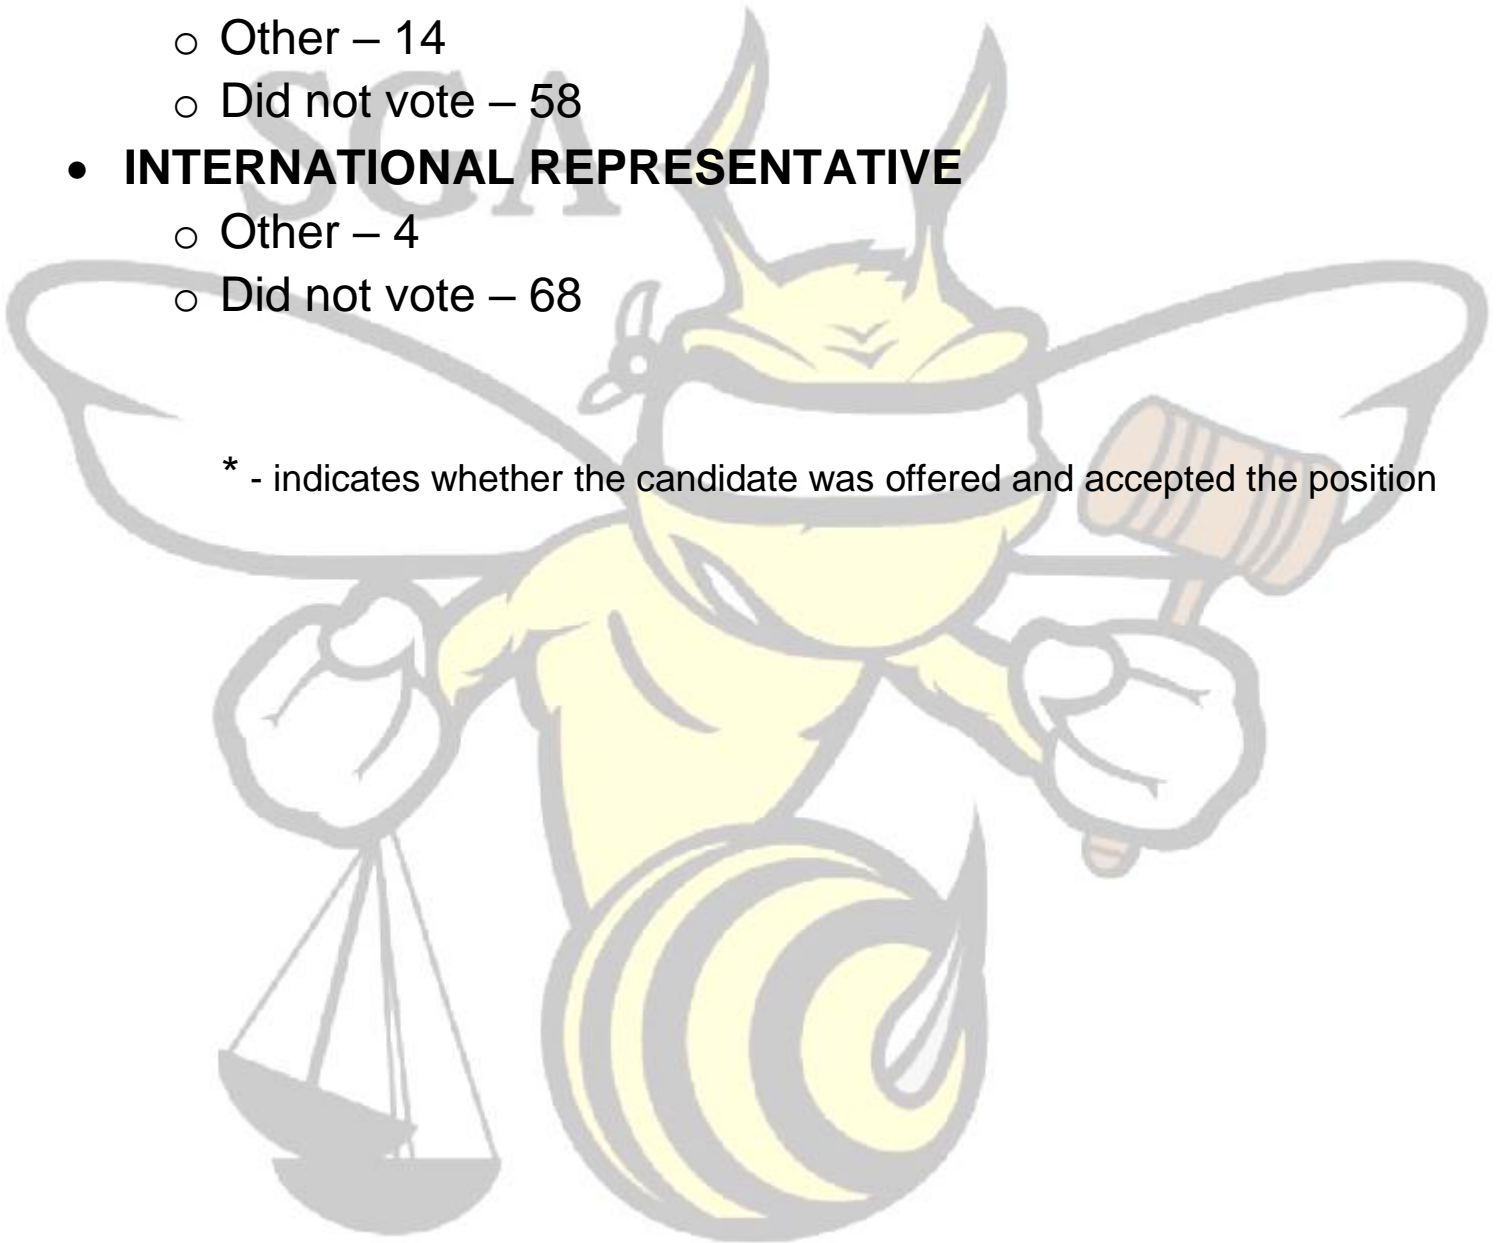 o Other – 14
o Did not vote – 58
• INTERNATIONAL REPRESENTATIVE
o Other – 4
o Did not vote – 68
* - indicates whether the candidate was offered and accepted the position
SGA